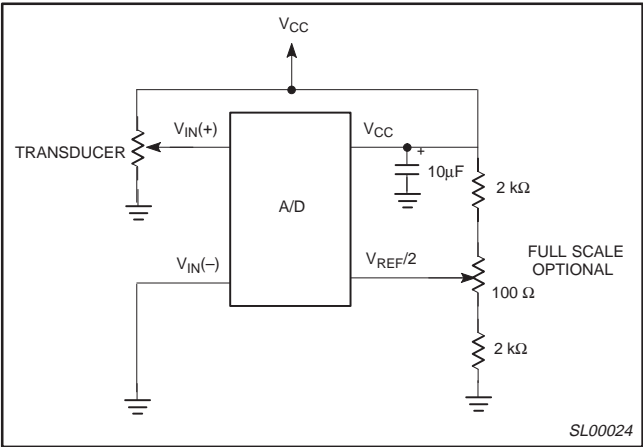 VCC
VIN(+)
VCC
+
TRANSDUCER
10µF
2 kΩ
A/D
VIN(–)
VREF/2
FULL SCALE
OPTIONAL
100 Ω
2 kΩ
SL00024